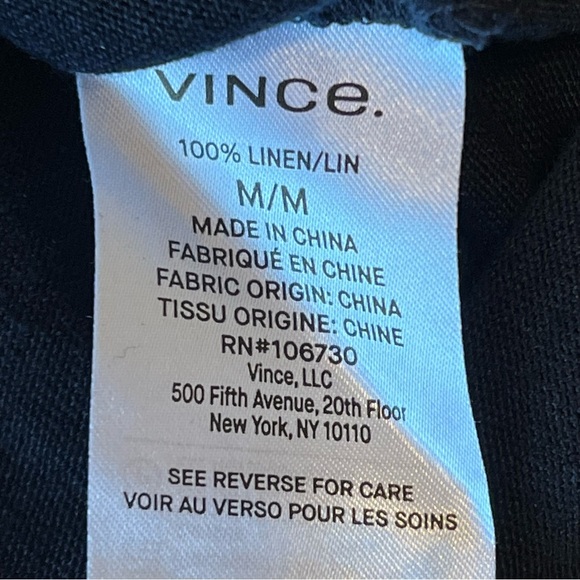 VINCe.
100% LINEN/LIN
M/M
MADE IN CHINA
FABRIQUÉ EN CHINE
FABRIC ORIGIN: CHINA
TISSU ORIGINE: CHINE
RN#106730
Vince, LLC
500 Fifth Avenue, 20th Floor
New York, NY 10110
SEE REVERSE FOR CARE
VOIR AU VERSO POUR LES SOINS